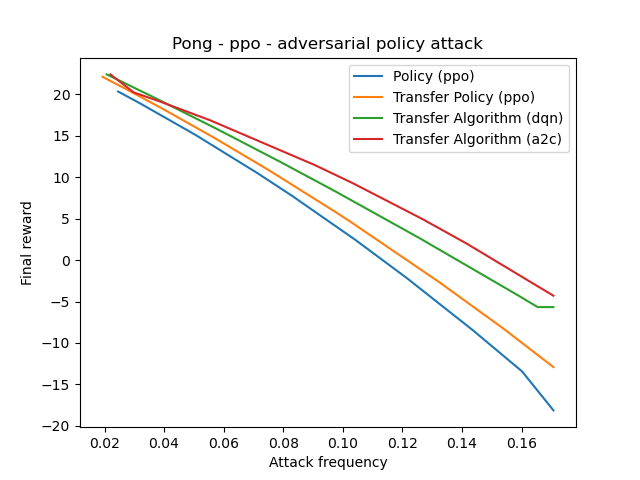 Pong - ppo - adversarial policy attack
Policy (ppo)
Transfer Policy (ppo)
Transfer Algorithm (dqn)
Transfer Algorithm (a2c)
Final reward
20
15
10
5
0
−5
−10
−15
−20
0.02 0.04 0.06 0.08 0.10 0.12 0.14 0.16
Attack frequency